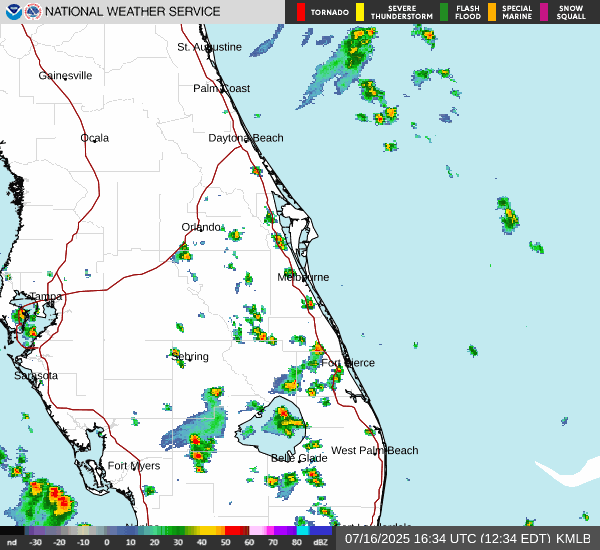 NATIONAL WEATHER SERVICE
TORNADO
SEVERE THUNDERSTORM
FLASH FLOOD
SPECIAL MARINE
SNOW SQUALL
St. Augustine
Gainesville
Palm Coast
Ocala
Daytona Beach
Orlando
Melbourne
Tampa
Sebring
Fort Pierce
Sarasota
West Palm Beach
Belle Glade
Fort Myers
nd -30 -20 -10 0 10 20 30 40 50 60 70 80 dBZ
07/16/2025 16:34 UTC (12:34 EDT) KMLB